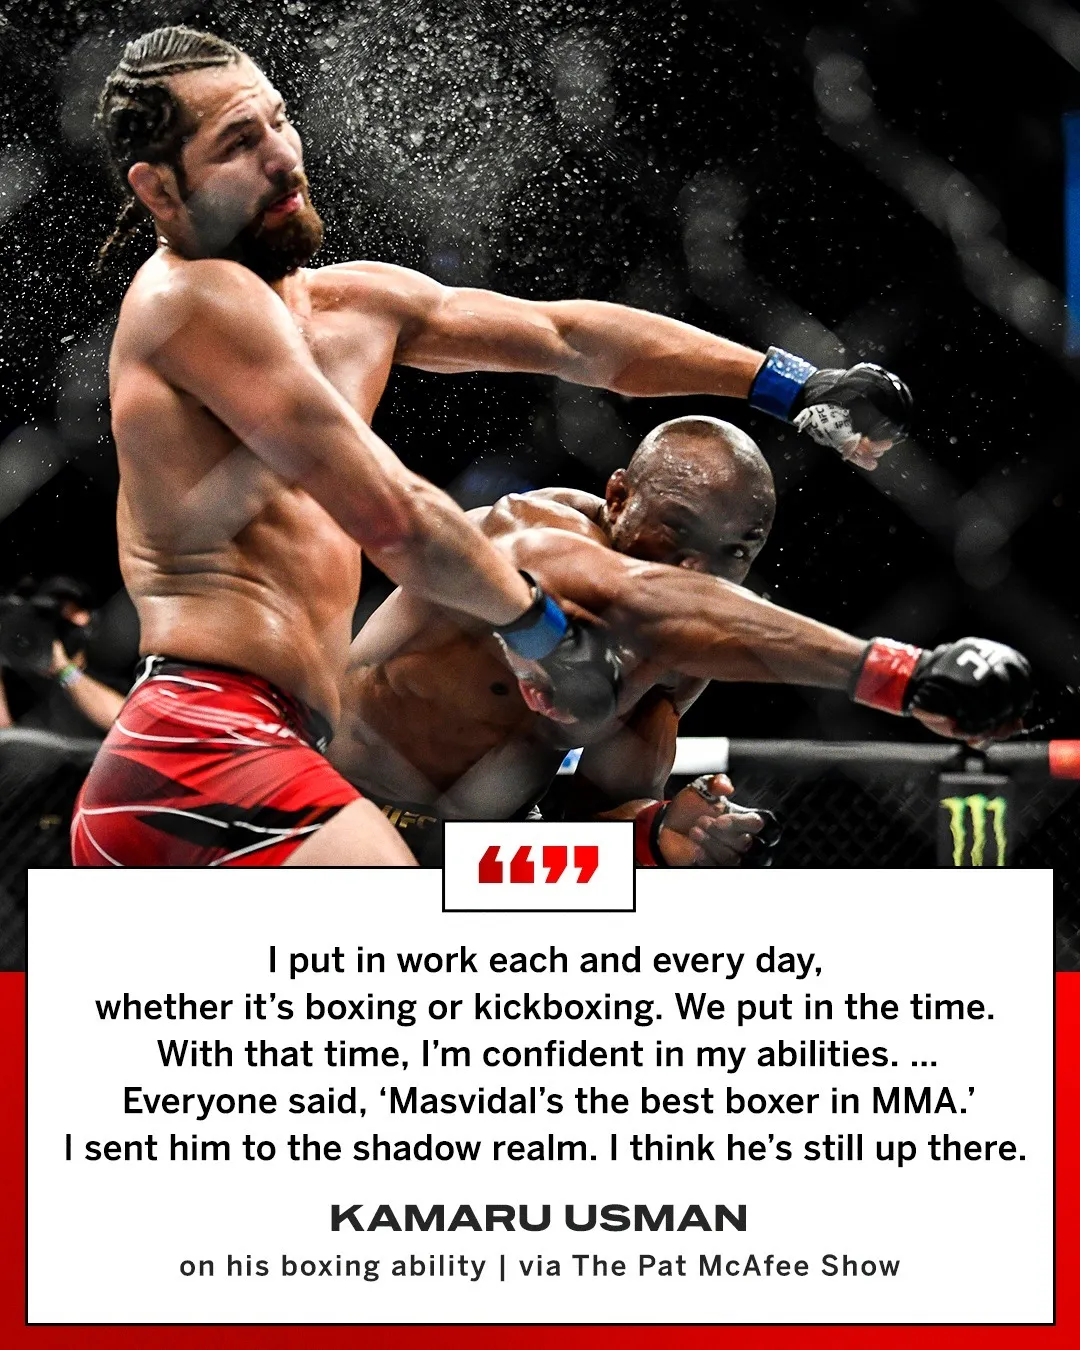 UFC
I put in work each and every day,
whether it’s boxing or kickboxing. We put in the time.
With that time, I’m confident in my abilities. ...
Everyone said, ‘Masvidal’s the best boxer in MMA.’
I sent him to the shadow realm. I think he’s still up there.
KAMARU USMAN
on his boxing ability | via The Pat McAfee Show